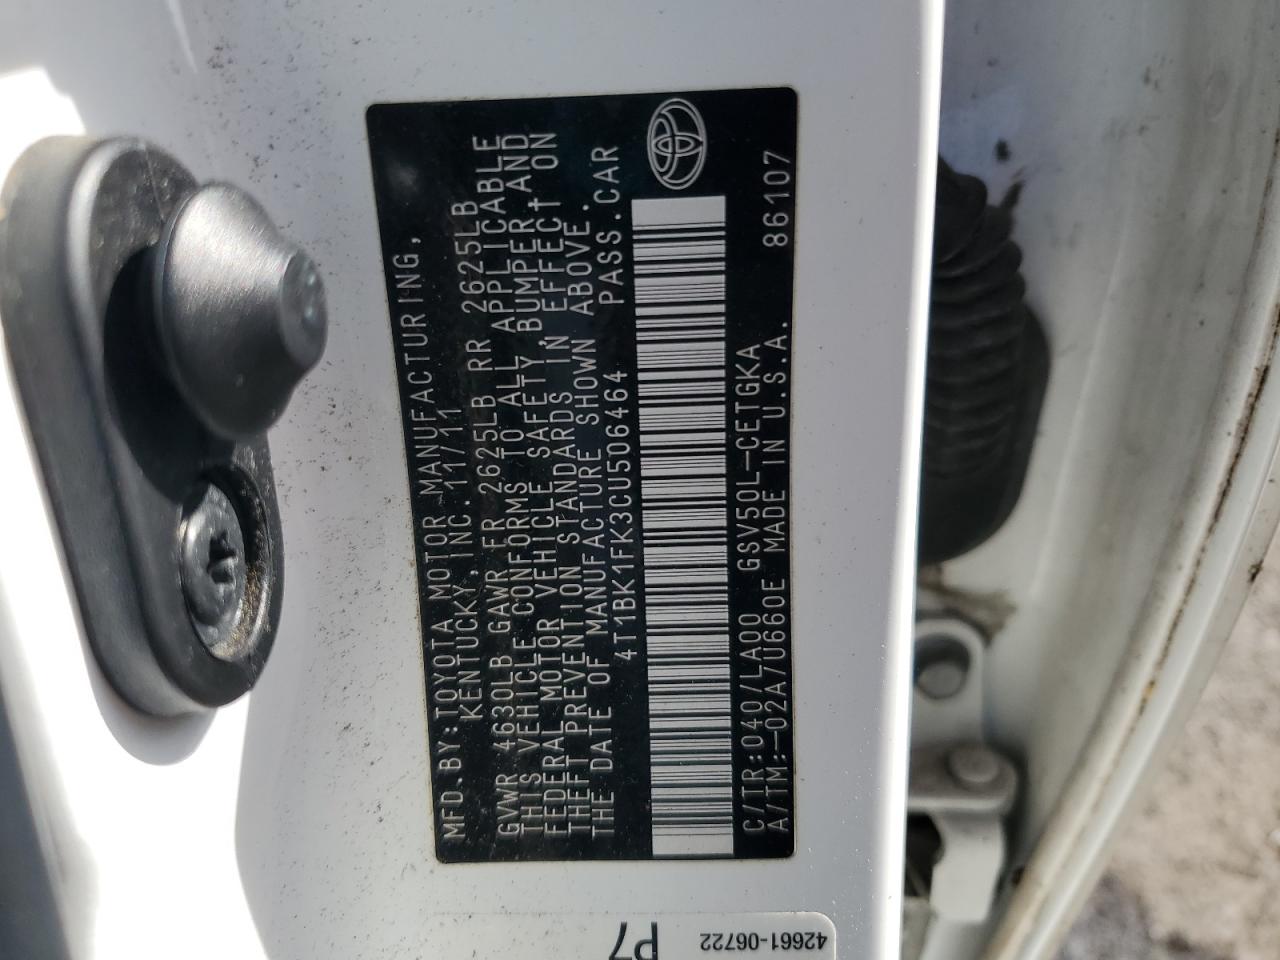 MFD.BY:TOYOTA MOTOR MANUFACTURING,
KENTUCKY,INC.11/11
GVWR 4630LB GAWR FR 2625LB RR 2625LB
THIS VEHICLE CONFORMS TO ALL APPLICABLE
FEDERAL MOTOR VEHICLE SAFETY,BUMPER,AND
THEFT PREVENTION STANDARDS IN EFFECT ON
THE DATE OF MANUFACTURE SHOWN ABOVE.
4T1BK1FK3CU506464 PASS.CAR
C/TR:040/LA00 GSV50L-CETGKA
A/TM:-02A/U660E MADE IN U.S.A. 86107
P7
42661-06722